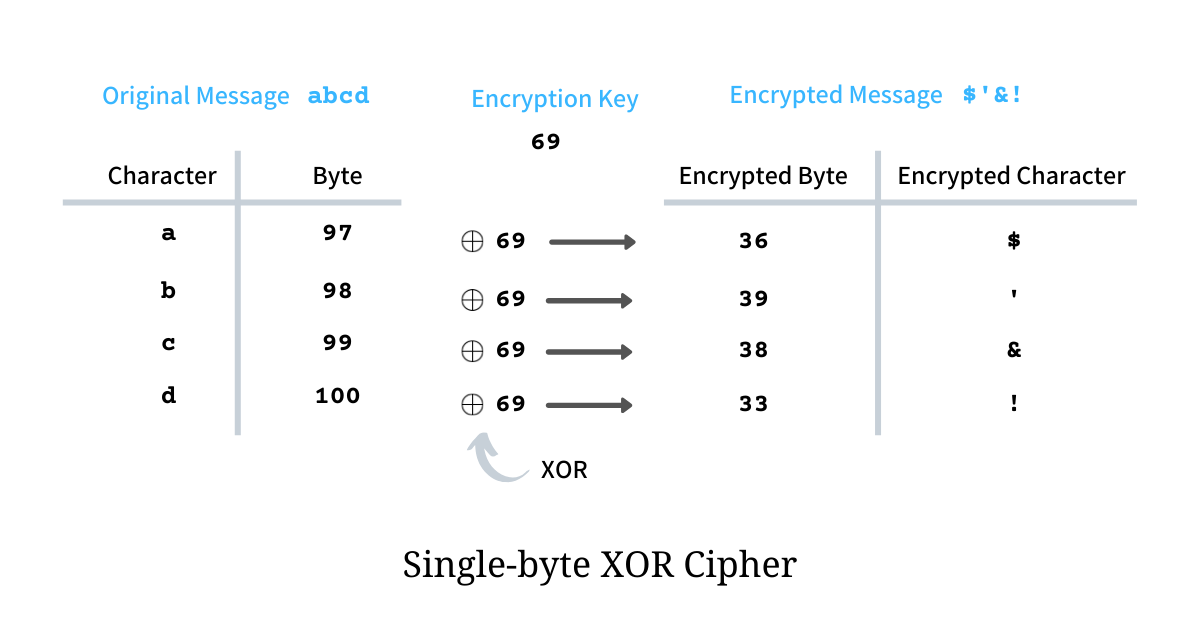 Original Message abcd
Encryption Key
Encrypted Message $'&!
69
Character Byte
Encrypted Byte Encrypted Character
a 97 ⊕ 69 36 $
b 98 ⊕ 69 39 '
c 99 ⊕ 69 38 &
d 100 ⊕ 69 33 !
XOR
Single-byte XOR Cipher